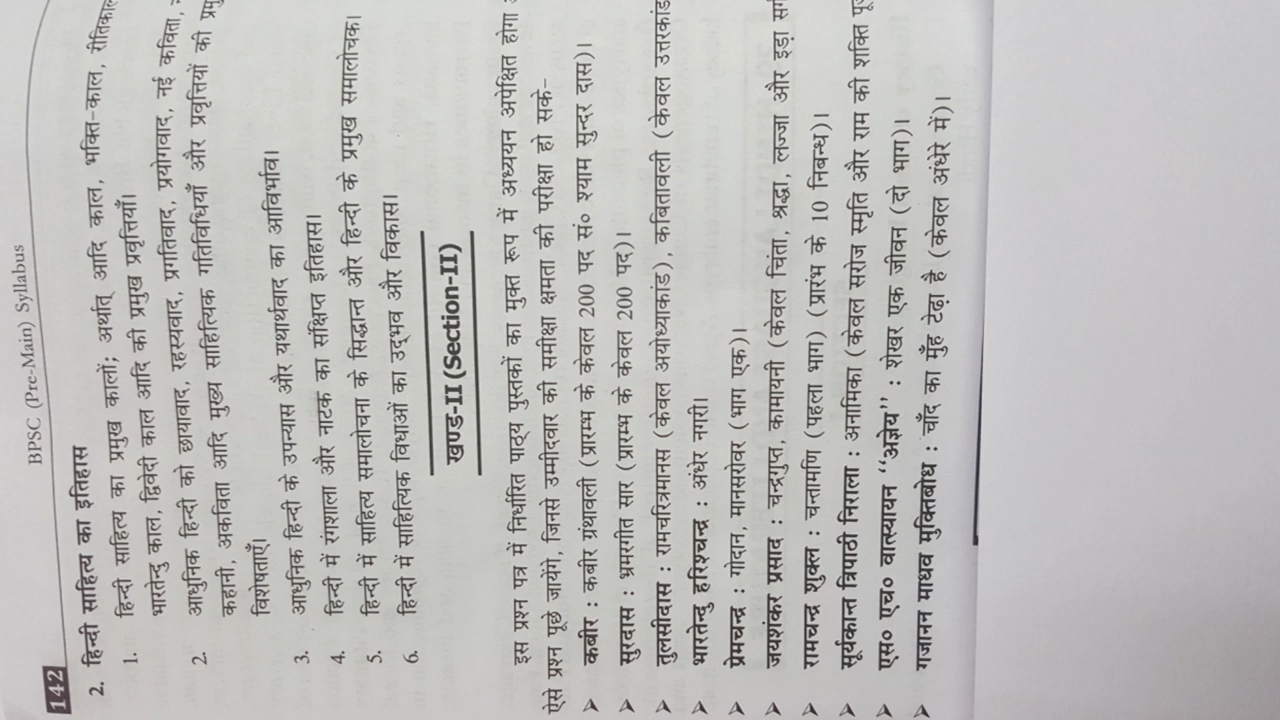 142
BPSC (Pre-Main) Syllabus
2. हिन्दी साहित्य का इतिहास
1. हिन्दी साहित्य का प्रमुख कालों; अर्थात् आदि काल, भक्ति-काल, रीतिकाल
भारतेन्दु काल, द्विवेदी काल आदि की प्रमुख प्रवृत्तियाँ।
2. आधुनिक हिन्दी को छायावाद, रहस्यवाद, प्रगतिवाद, प्रयोगवाद, नई कविता,
कहानी, अकविता आदि मुख्य साहित्यिक गतिविधियाँ और प्रवृत्तियों की
विशेषताएँ।
3. आधुनिक हिन्दी के उपन्यास और यथार्थवाद का आविर्भाव।
4. हिन्दी में रंगशाला और नाटक का संक्षिप्त इतिहास।
5. हिन्दी में साहित्य समालोचना के सिद्धान्त और हिन्दी के प्रमुख समालोचक।
6. हिन्दी में साहित्यिक विधाओं का उद्भव और विकास।
खण्ड-II (Section-II)
इस प्रश्न पत्र में निर्धारित पाठ्य पुस्तकों का मुक्त रूप में अध्ययन अपेक्षित होगा
ऐसे प्रश्न पूछे जायेंगे, जिनसे उम्मीदवार की समीक्षा क्षमता की परीक्षा हो सके-
➢ कबीर : कबीर ग्रंथावली (प्रारम्भ के केवल 200 पद सं० श्याम सुन्दर दास)।
➢ सुरदास : भ्रमरगीत सार (प्रारम्भ के केवल 200 पद)।
➢ तुलसीदास : रामचरित्रमानस (केवल अयोध्याकांड), कबितावली (केवल उत्तरकांड
➢ भारतेन्दु हरिश्चन्द्र : अंधेर नगरी।
➢ प्रेमचन्द्र : गोदान, मानसरोवर (भाग एक)।
➢ जयशंकर प्रसाद : चन्द्रगुप्त, कामायनी (केवल चिंता, श्रद्धा, लज्जा और इड़ा
➢ रामचन्द्र शुक्ल : चन्तामणि (पहला भाग) (प्रारंभ के 10 निबन्ध)।
➢ सूर्यकान्त त्रिपाठी निराला : अनामिका (केवल सरोज स्मृति और राम की शक्ति
➢ एस० एच० वात्स्यायन "अज्ञेय" : शेखर एक जीवन (दो भाग)।
➢ गजानन माधव मुक्तिबोध : चाँद का मुँह टेढ़ा है (केवल अंधेरे में)।